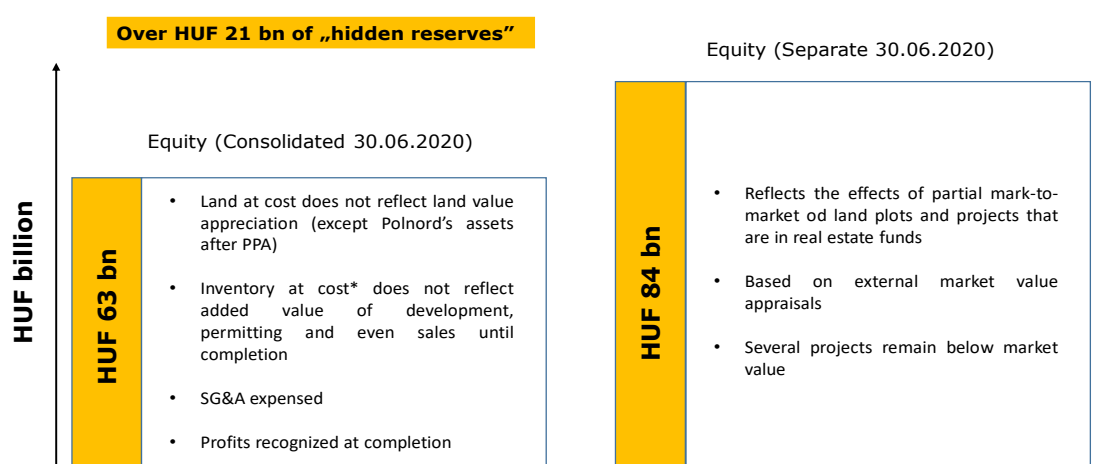 Over HUF 21 bn of „hidden reserves”
HUF billion
Equity (Consolidated 30.06.2020)
HUF 63 bn
• Land at cost does not reflect land value
appreciation (except Polnord’s assets
after PPA)
• Inventory at cost* does not reflect
added value of development,
permitting and even sales until
completion
• SG&A expensed
• Profits recognized at completion
Equity (Separate 30.06.2020)
HUF 84 bn
• Reflects the effects of partial mark-to-
market od land plots and projects that
are in real estate funds
• Based on external market value
appraisals
• Several projects remain below market
value